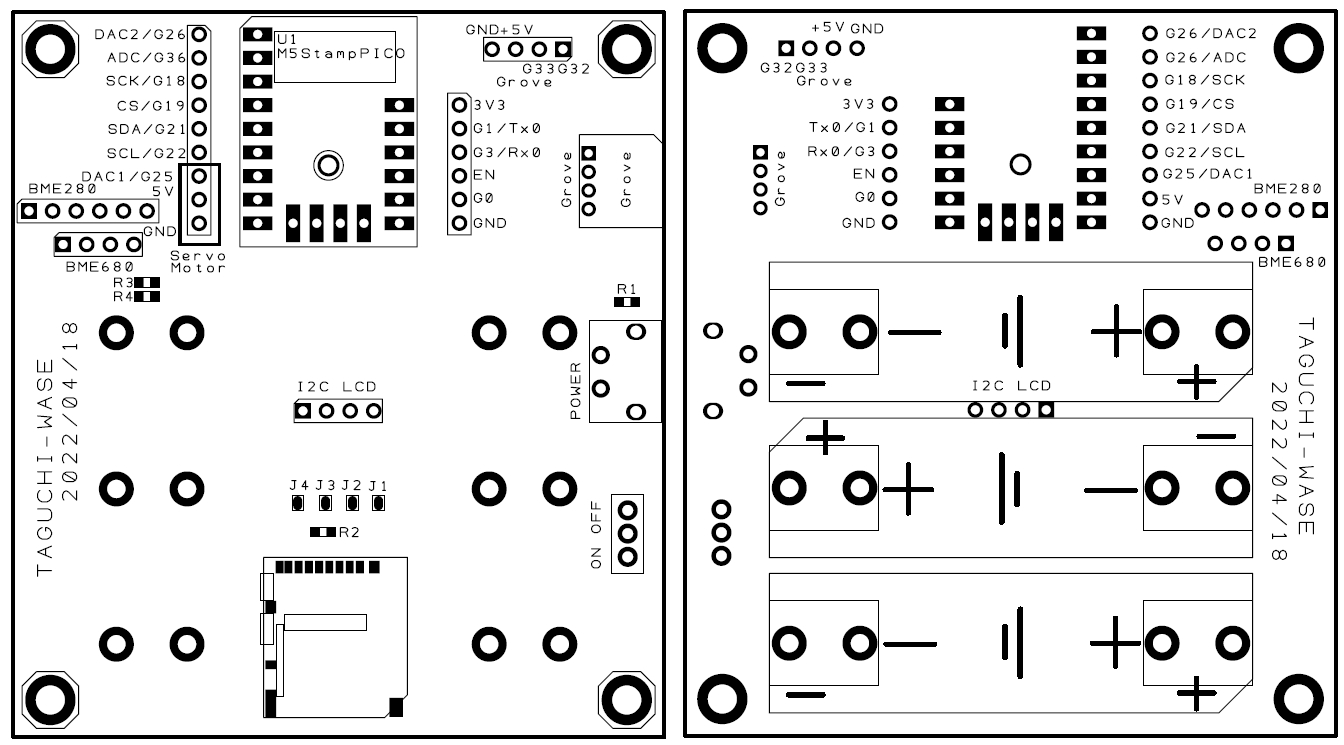 DAC2/G26
ADC/G36
SCK/G18
CS/G19
SDA/G21
SCL/G22
DAC1/G25
5V
GND
Servo
Motor
BME280
BME680
R3
R4
U1
M5StampPICO
GND+5V
G33G32
Grove
3V3
G1/Tx0
G3/Rx0
EN
G0
GND
Grove
Grove
R1
POWER
I2C LCD
J4 J3 J2 J1
R2
ON OFF
TAGUCHI-WASE
2022/04/18
+5V GND
G32G33
Grove
3V3
Tx0/G1
Rx0/G3
EN
G0
GND
Grove
G26/DAC2
G26/ADC
G18/SCK
G19/CS
G21/SDA
G22/SCL
G25/DAC1
5V
GND
BME280
BME680
I2C LCD
TAGUCHI-WASE
2022/04/18